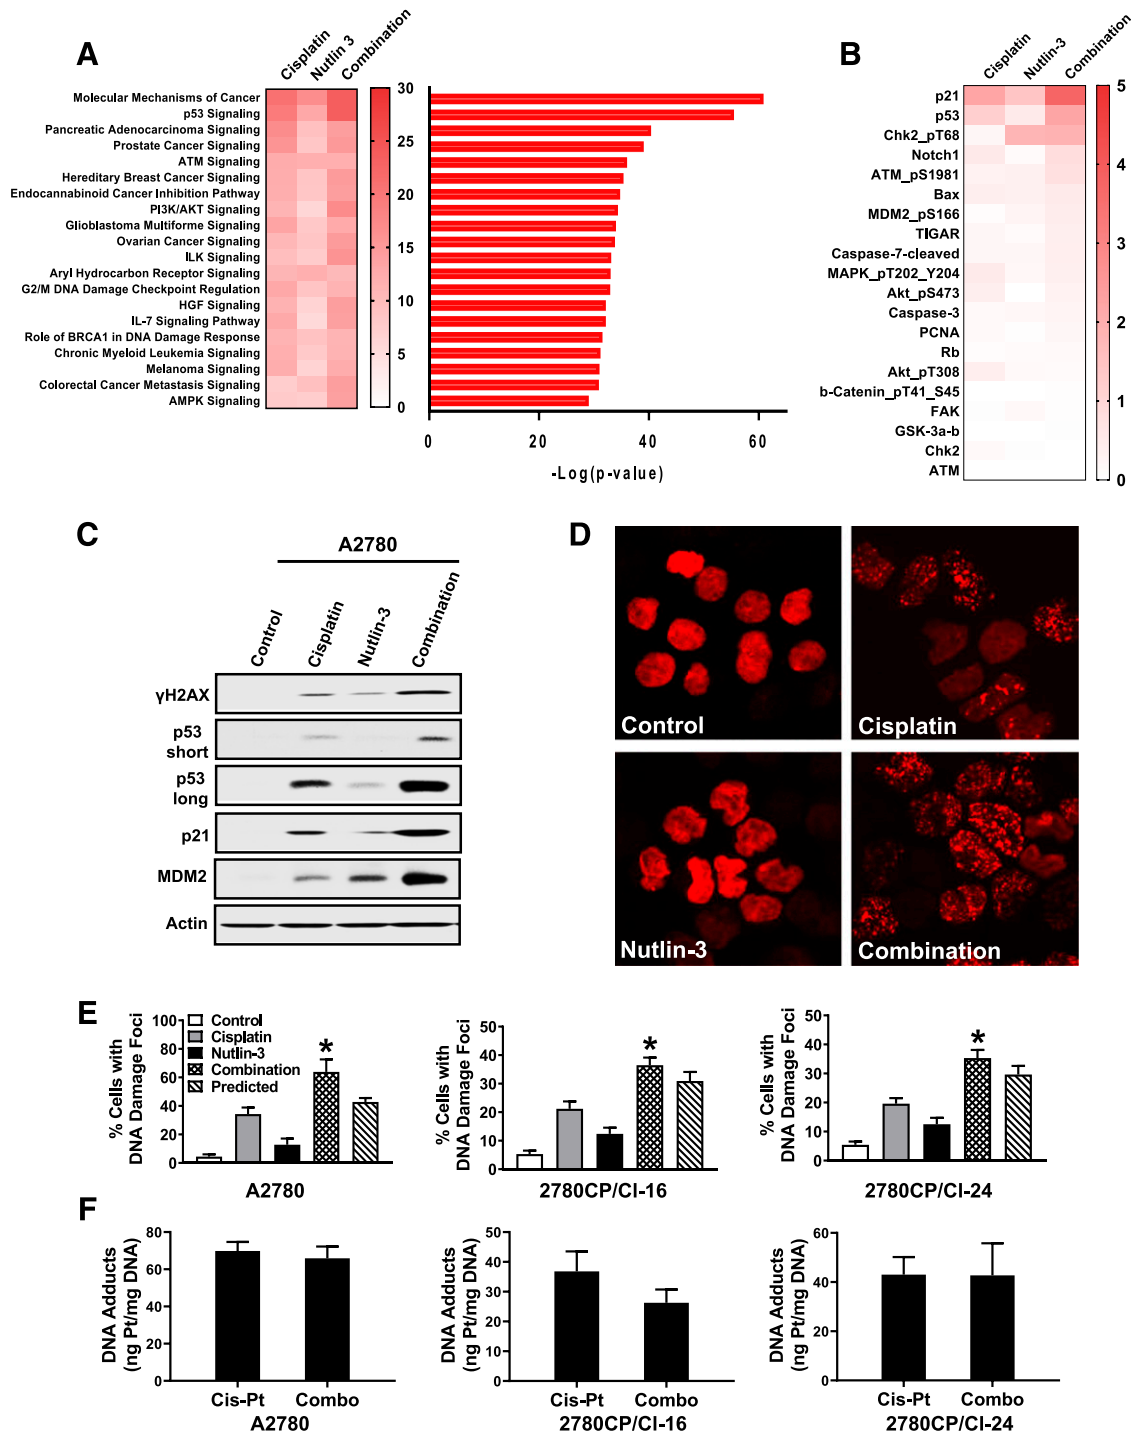 A
Cisplatin
Nutlin 3
Combination
Molecular Mechanisms of Cancer
p53 Signaling
Pancreatic Adenocarcinoma Signaling
Prostate Cancer Signaling
ATM Signaling
Hereditary Breast Cancer Signaling
Endocannabinoid Cancer Inhibition Pathway
PI3K/AKT Signaling
Glioblastoma Multiforme Signaling
Ovarian Cancer Signaling
ILK Signaling
Aryl Hydrocarbon Receptor Signaling
G2/M DNA Damage Checkpoint Regulation
HGF Signaling
IL-7 Signaling Pathway
Role of BRCA1 in DNA Damage Response
Chronic Myeloid Leukemia Signaling
Melanoma Signaling
Colorectal Cancer Metastasis Signaling
AMPK Signaling
30
25
20
15
10
5
0
0 20 40 60
-Log(p-value)
B
Cisplatin
Nutlin-3
Combination
p21
p53
Chk2_pT68
Notch1
ATM_pS1981
Bax
MDM2_pS166
TIGAR
Caspase-7-cleaved
MAPK_pT202_Y204
Akt_pS473
Caspase-3
PCNA
Rb
Akt_pT308
b-Catenin_pT41_S45
FAK
GSK-3a-b
Chk2
ATM
5
4
3
2
1
0
C
A2780
Control
Cisplatin
Nutlin-3
Combination
γH2AX
p53
short
p53
long
p21
MDM2
Actin
D
Control
Cisplatin
Nutlin-3
Combination
E
% Cells with
DNA Damage Foci
100
80
60
40
20
0
Control
Cisplatin
Nutlin-3
Combination
Predicted
*
A2780
% Cells with
DNA Damage Foci
50
40
30
20
10
0
*
2780CP/CI-16
% Cells with
DNA Damage Foci
50
40
30
20
10
0
*
2780CP/CI-24
F
DNA Adducts
(ng Pt/mg DNA)
80
60
40
20
0
Cis-Pt Combo
A2780
DNA Adducts
(ng Pt/mg DNA)
50
40
30
20
10
0
Cis-Pt Combo
2780CP/CI-16
DNA Adducts
(ng Pt/mg DNA)
60
40
20
0
Cis-Pt Combo
2780CP/CI-24